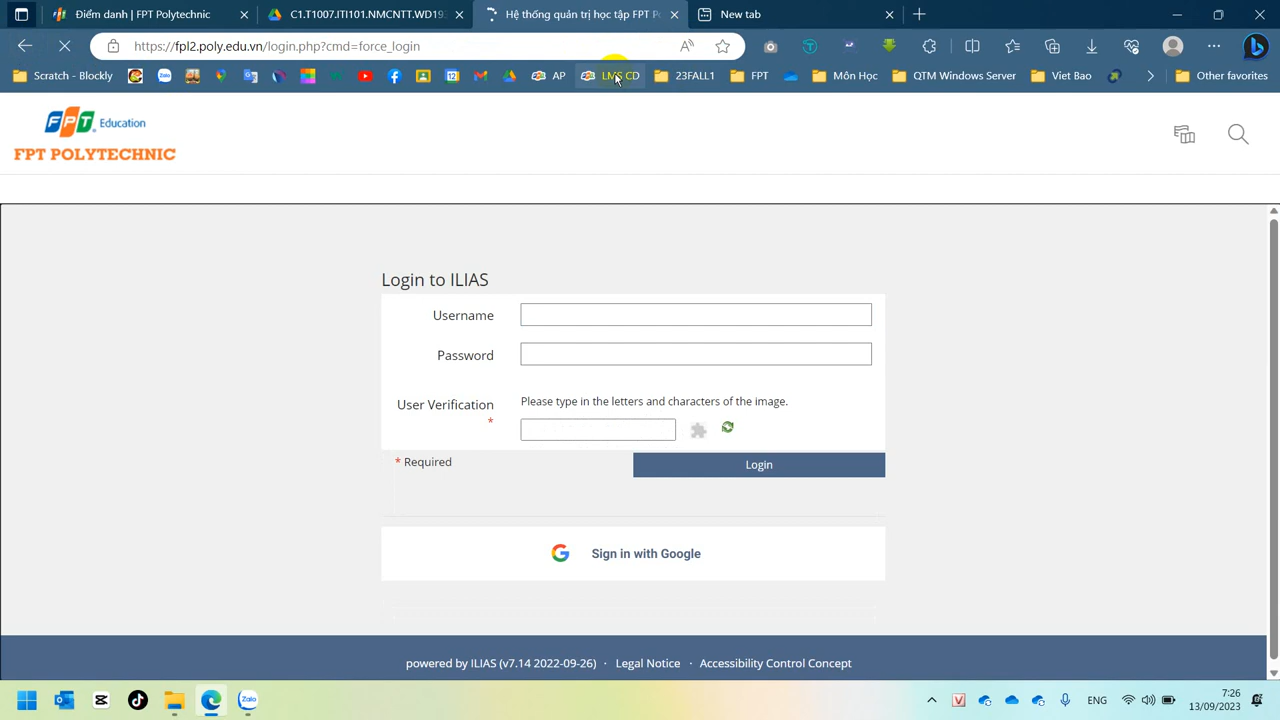 Điểm danh | FPT Polytechnic
C1.T1007.ITI101.NMCNTT.WD19
Hệ thống quản trị học tập FPT Po
New tab
https://fpl2.poly.edu.vn/login.php?cmd=force_login
Scratch - Blockly
AP
LMS CD
23FALL1
FPT
Môn Học
QTM Windows Server
Viet Bao
Other favorites
FPT Education
FPT POLYTECHNIC
Login to ILIAS
Username
Password
User Verification
*
Please type in the letters and characters of the image.
* Required
Login
Sign in with Google
powered by ILIAS (v7.14 2022-09-26) · Legal Notice · Accessibility Control Concept
Zalo
ENG
7:26
13/09/2023